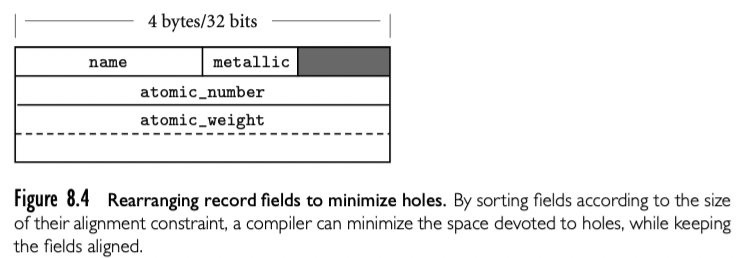 4 bytes/32 bits
name metallic
atomic_number
atomic_weight
Figure 8.4 Rearranging record fields to minimize holes. By sorting fields according to the size
of their alignment constraint, a compiler can minimize the space devoted to holes, while keeping
the fields aligned.